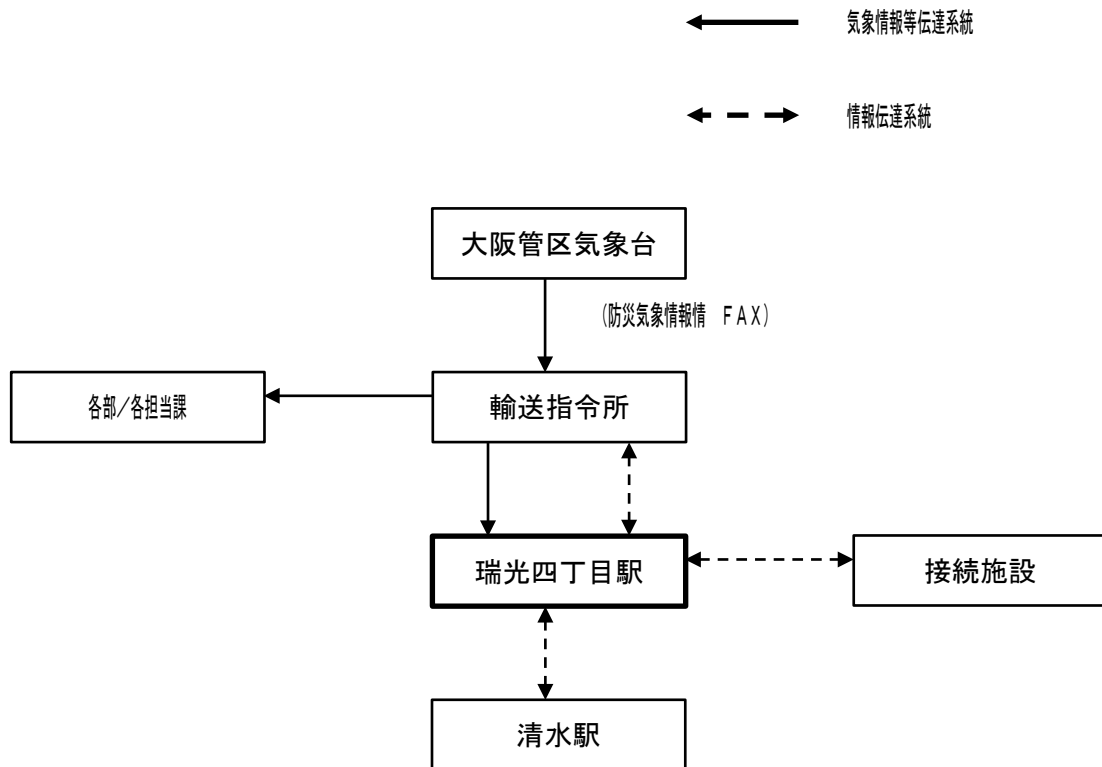 気象情報等伝達系統
情報伝達系統
大阪管区気象台
(防災気象情報情　ＦＡＸ)
各部／各担当課
輸送指令所
瑞光四丁目駅
接続施設
清水駅